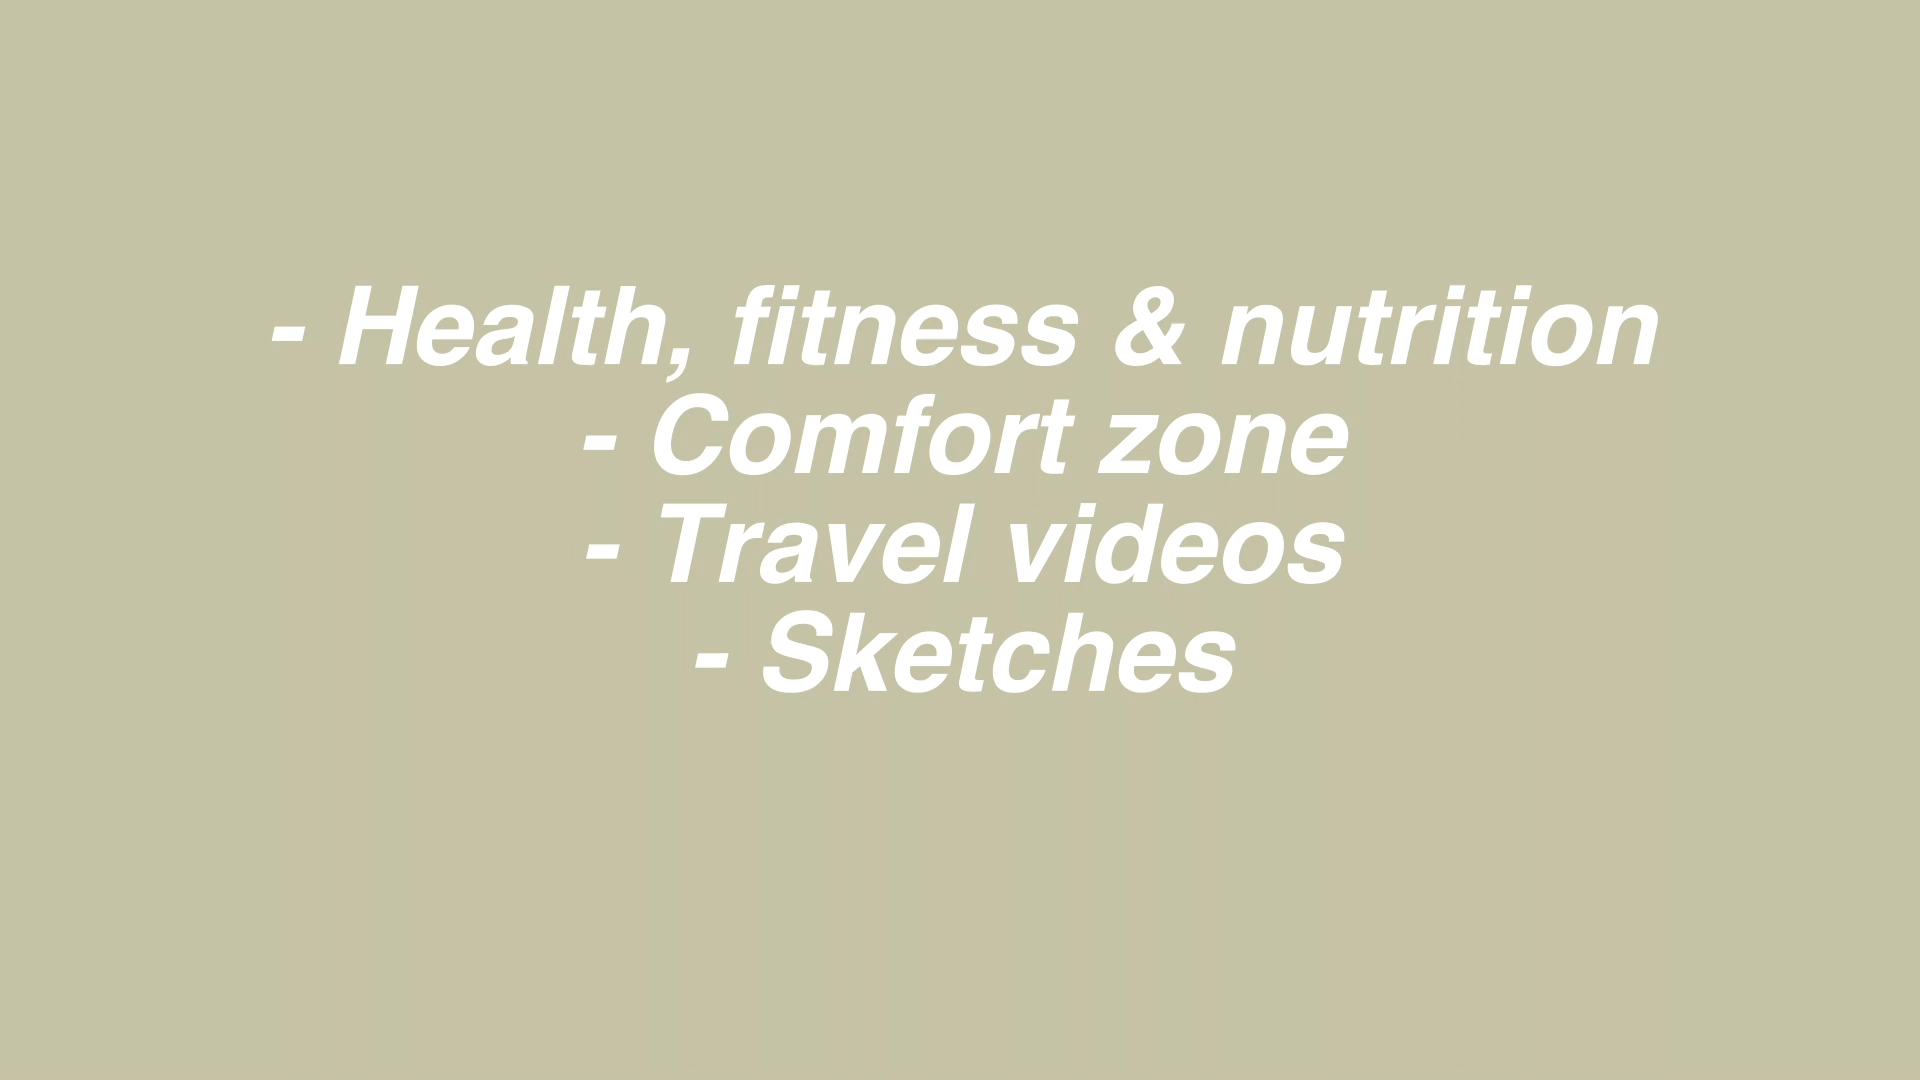 - Health, fitness & nutrition
- Comfort zone
- Travel videos
- Sketches